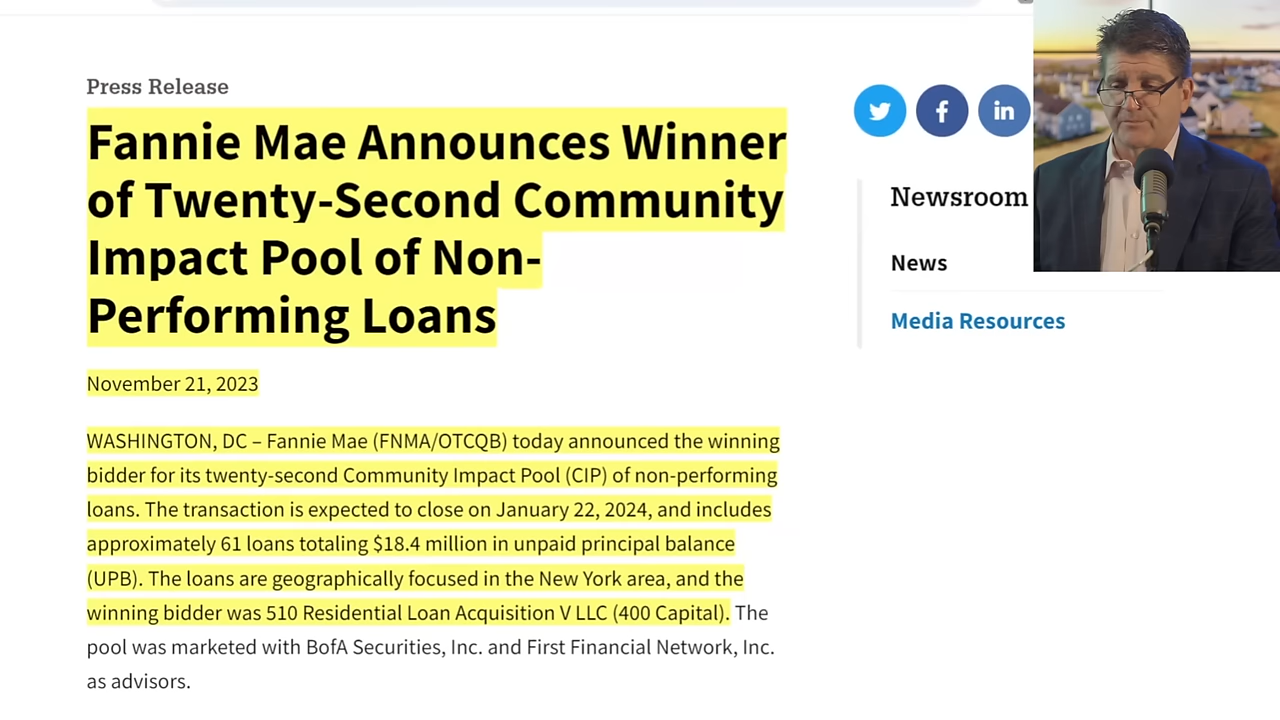 Press Release
Fannie Mae Announces Winner
of Twenty-Second Community
Impact Pool of Non-
Performing Loans
November 21, 2023
WASHINGTON, DC – Fannie Mae (FNMA/OTCQB) today announced the winning
bidder for its twenty-second Community Impact Pool (CIP) of non-performing
loans. The transaction is expected to close on January 22, 2024, and includes
approximately 61 loans totaling $18.4 million in unpaid principal balance
(UPB). The loans are geographically focused in the New York area, and the
winning bidder was 510 Residential Loan Acquisition V LLC (400 Capital). The
pool was marketed with BofA Securities, Inc. and First Financial Network, Inc.
as advisors.
f
in
Newsroom
News
Media Resources